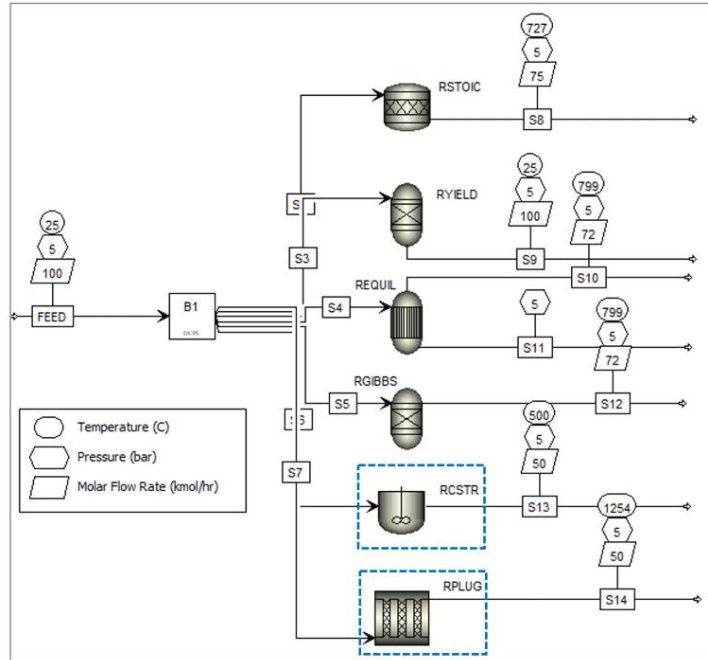 727
5
75
RSTOIC
S8
S
25
5
100
RYIELD
S3
S9
799
5
72
S10
25
5
100
FEED
B1
DUPL
REQUIL
S4
5
S11
799
5
72
RGIBBS
S5
S12
S6
S7
Temperature (C)
Pressure (bar)
Molar Flow Rate (kmol/hr)
500
5
50
RCSTR
S13
1254
5
50
RPLUG
S14